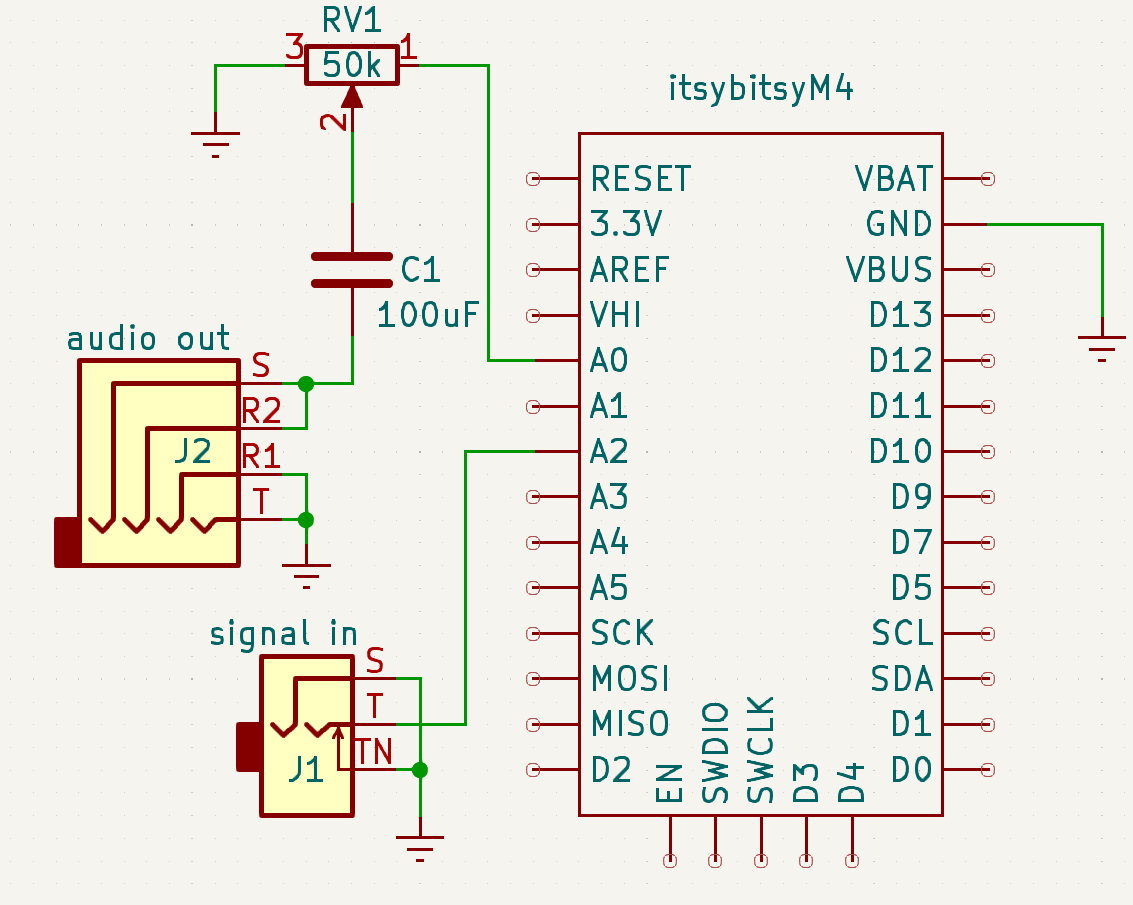 RV1
3
50k
1
2
C1
100uF
audio out
S
R2
J2
R1
T
signal in
S
T
TN
J1
itsybitsyM4
RESET
3.3V
AREF
VHI
A0
A1
A2
A3
A4
A5
SCK
MOSI
MISO
D2
EN
SWDIO
SWCLK
D3
D4
VBAT
GND
VBUS
D13
D12
D11
D10
D9
D7
D5
SCL
SDA
D1
D0